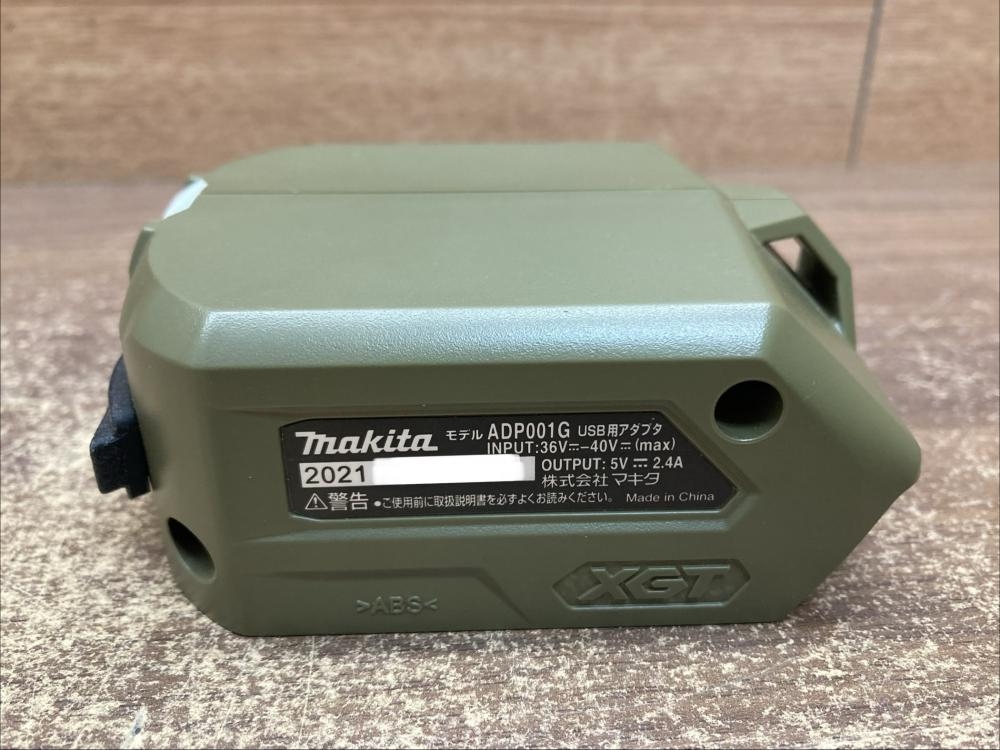 makita モデル ADP001G USB用アダプタ
INPUT:36V⎓–40V⎓(max)
2021 OUTPUT: 5V ⎓ 2.4A
株式会社マキタ
⚠警告 •ご使用前に取扱説明書を必ずよくお読みください。 Made in China
XGT
>ABS<